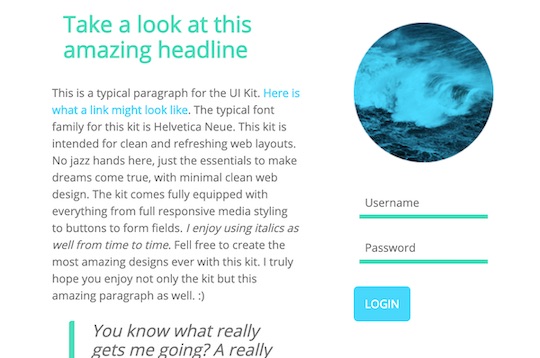 Take a look at this
amazing headline
This is a typical paragraph for the UI Kit. Here is
what a link might look like. The typical font
family for this kit is Helvetica Neue. This kit is
intended for clean and refreshing web layouts.
No jazz hands here, just the essentials to make
dreams come true, with minimal clean web
design. The kit comes fully equipped with
everything from full responsive media styling
to buttons to form fields. I enjoy using italics as
well from time to time. Fell free to create the
most amazing designs ever with this kit. I truly
hope you enjoy not only the kit but this
amazing paragraph as well. :)
You know what really
gets me going? A really
Username
Password
LOGIN